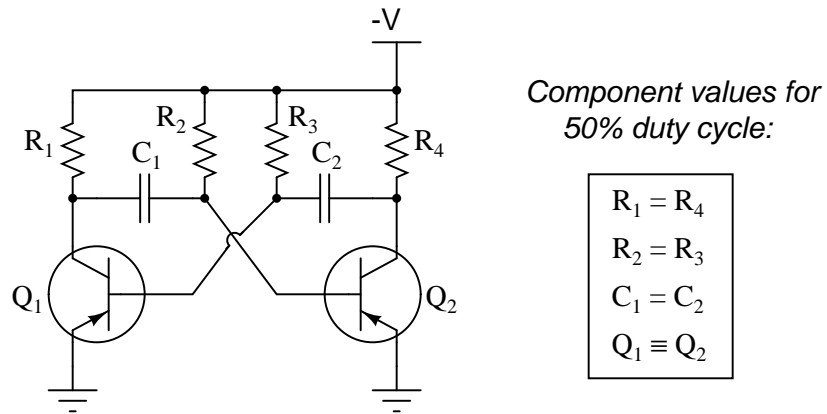 -V
R₁
C₁
R₂
R₃
C₂
R₄
Q₁
Q₂
Component values for
50% duty cycle:
R₁ = R₄
R₂ = R₃
C₁ = C₂
Q₁ ≡ Q₂